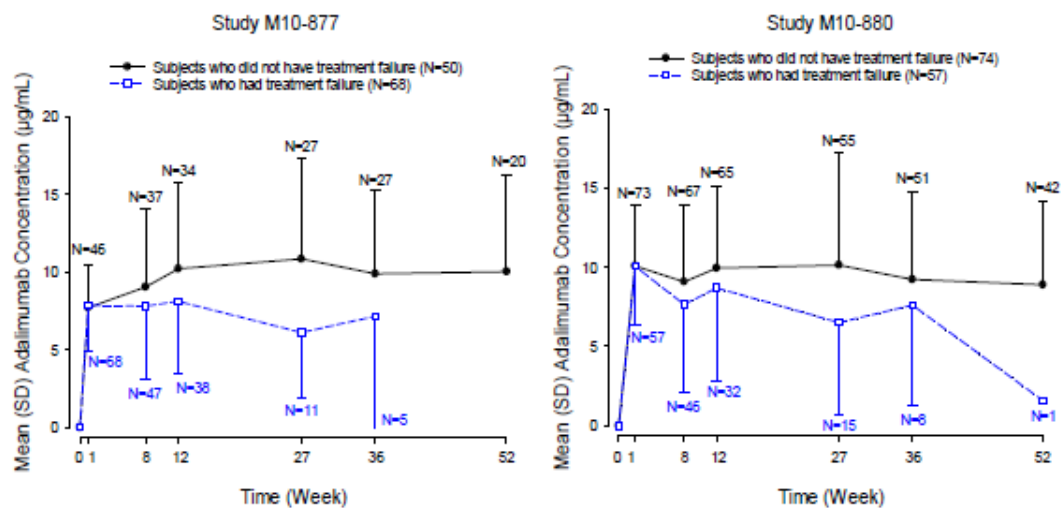 Study M10-877
Subjects who did not have treatment failure (N=50)
Subjects who had treatment failure (N=68)
Mean (SD) Adalimumab Concentration (µg/mL)
20
15
10
5
0
N=46
N=37
N=34
N=27
N=27
N=20
N=68
N=47
N=38
N=11
N=5
0 1 8 12 27 36 52
Time (Week)
Study M10-880
Subjects who did not have treatment failure (N=74)
Subjects who had treatment failure (N=57)
Mean (SD) Adalimumab Concentration (µg/mL)
20
15
10
5
0
N=73
N=67
N=65
N=55
N=51
N=42
N=57
N=46
N=32
N=15
N=8
N=1
0 1 8 12 27 36 52
Time (Week)